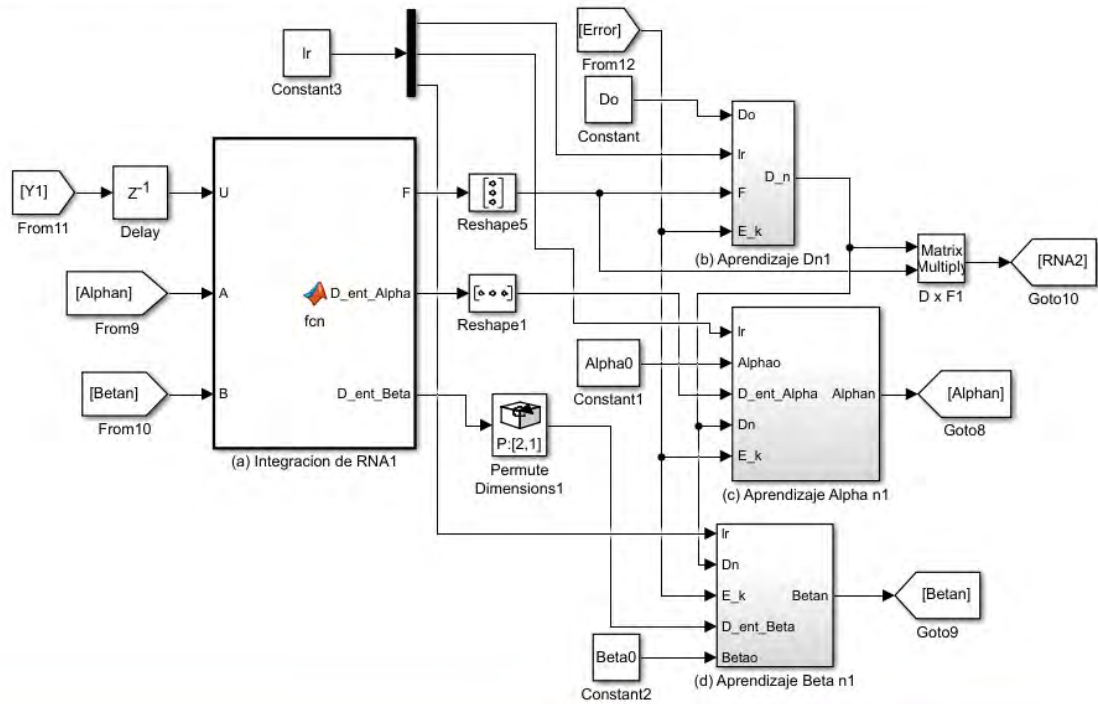 lr
Constant3
[Error]
From12
Do
Constant
[Y1]
From11
Z-1
Delay
[Alphan]
From9
[Betan]
From10
U
A
B
fcn
F
D_ent_Alpha
D_ent_Beta
(a) Integracion de RNA1
Reshape5
Reshape1
P:[2,1]
Permute
Dimensions1
Do
lr
F
E_k
D_n
(b) Aprendizaje Dn1
Matrix
Multiply
D x F1
[RNA2]
Goto10
Alpha0
Constant1
lr
Alphao
D_ent_Alpha
Dn
E_k
Alphan
(c) Aprendizaje Alpha n1
[Alphan]
Goto8
Beta0
Constant2
lr
Dn
E_k
D_ent_Beta
Betao
Betan
(d) Aprendizaje Beta n1
[Betan]
Goto9